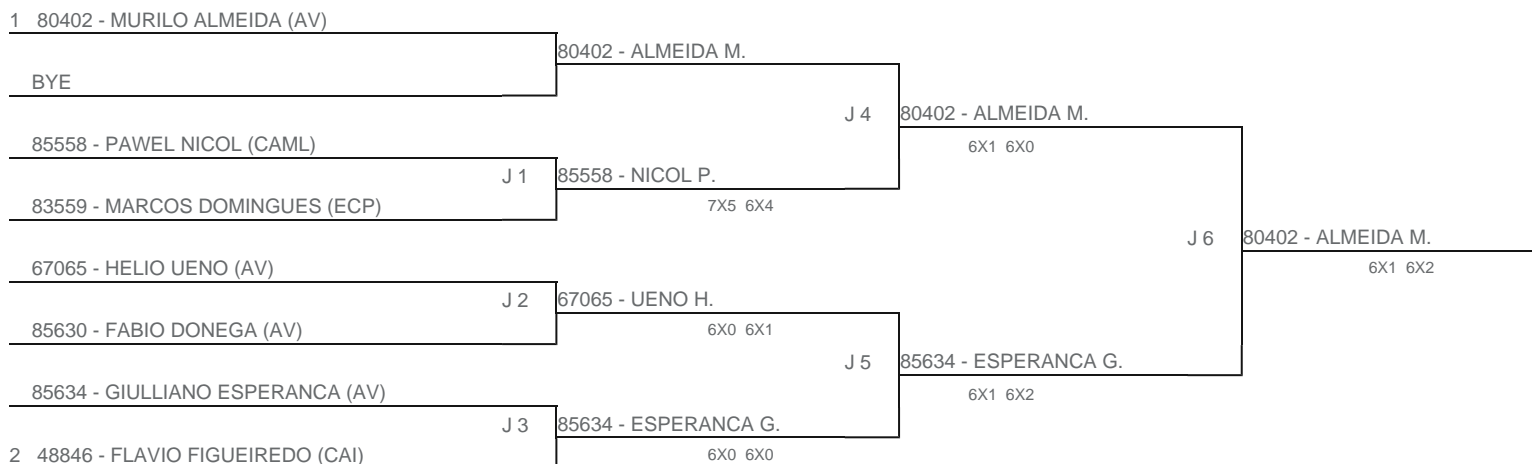 1 80402 - MURILO ALMEIDA (AV)
80402 - ALMEIDA M.
BYE
J 4 80402 - ALMEIDA M.
85558 - PAWEL NICOL (CAML)
6X1 6X0
J 1 85558 - NICOL P.
83559 - MARCOS DOMINGUES (ECP)
7X5 6X4
J 6 80402 - ALMEIDA M.
67065 - HELIO UENO (AV)
6X1 6X2
J 2 67065 - UENO H.
85630 - FABIO DONEGA (AV)
6X0 6X1
J 5 85634 - ESPERANCA G.
85634 - GIULLIANO ESPERANCA (AV)
6X1 6X2
J 3 85634 - ESPERANCA G.
2 48846 - FLAVIO FIGUEIREDO (CAI)
6X0 6X0